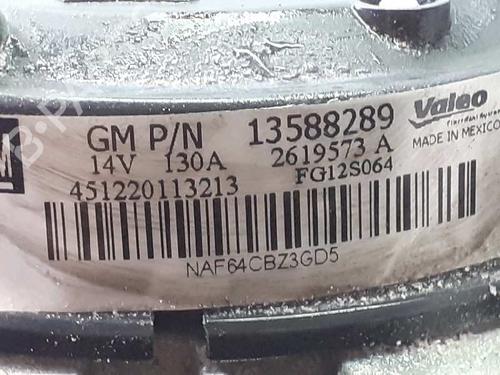 GM P/N 13588289 Valeo
14V 130A 2619573 A MADE IN MEXICO
451220113213 FG12S064
NAF64CBZ3GD5